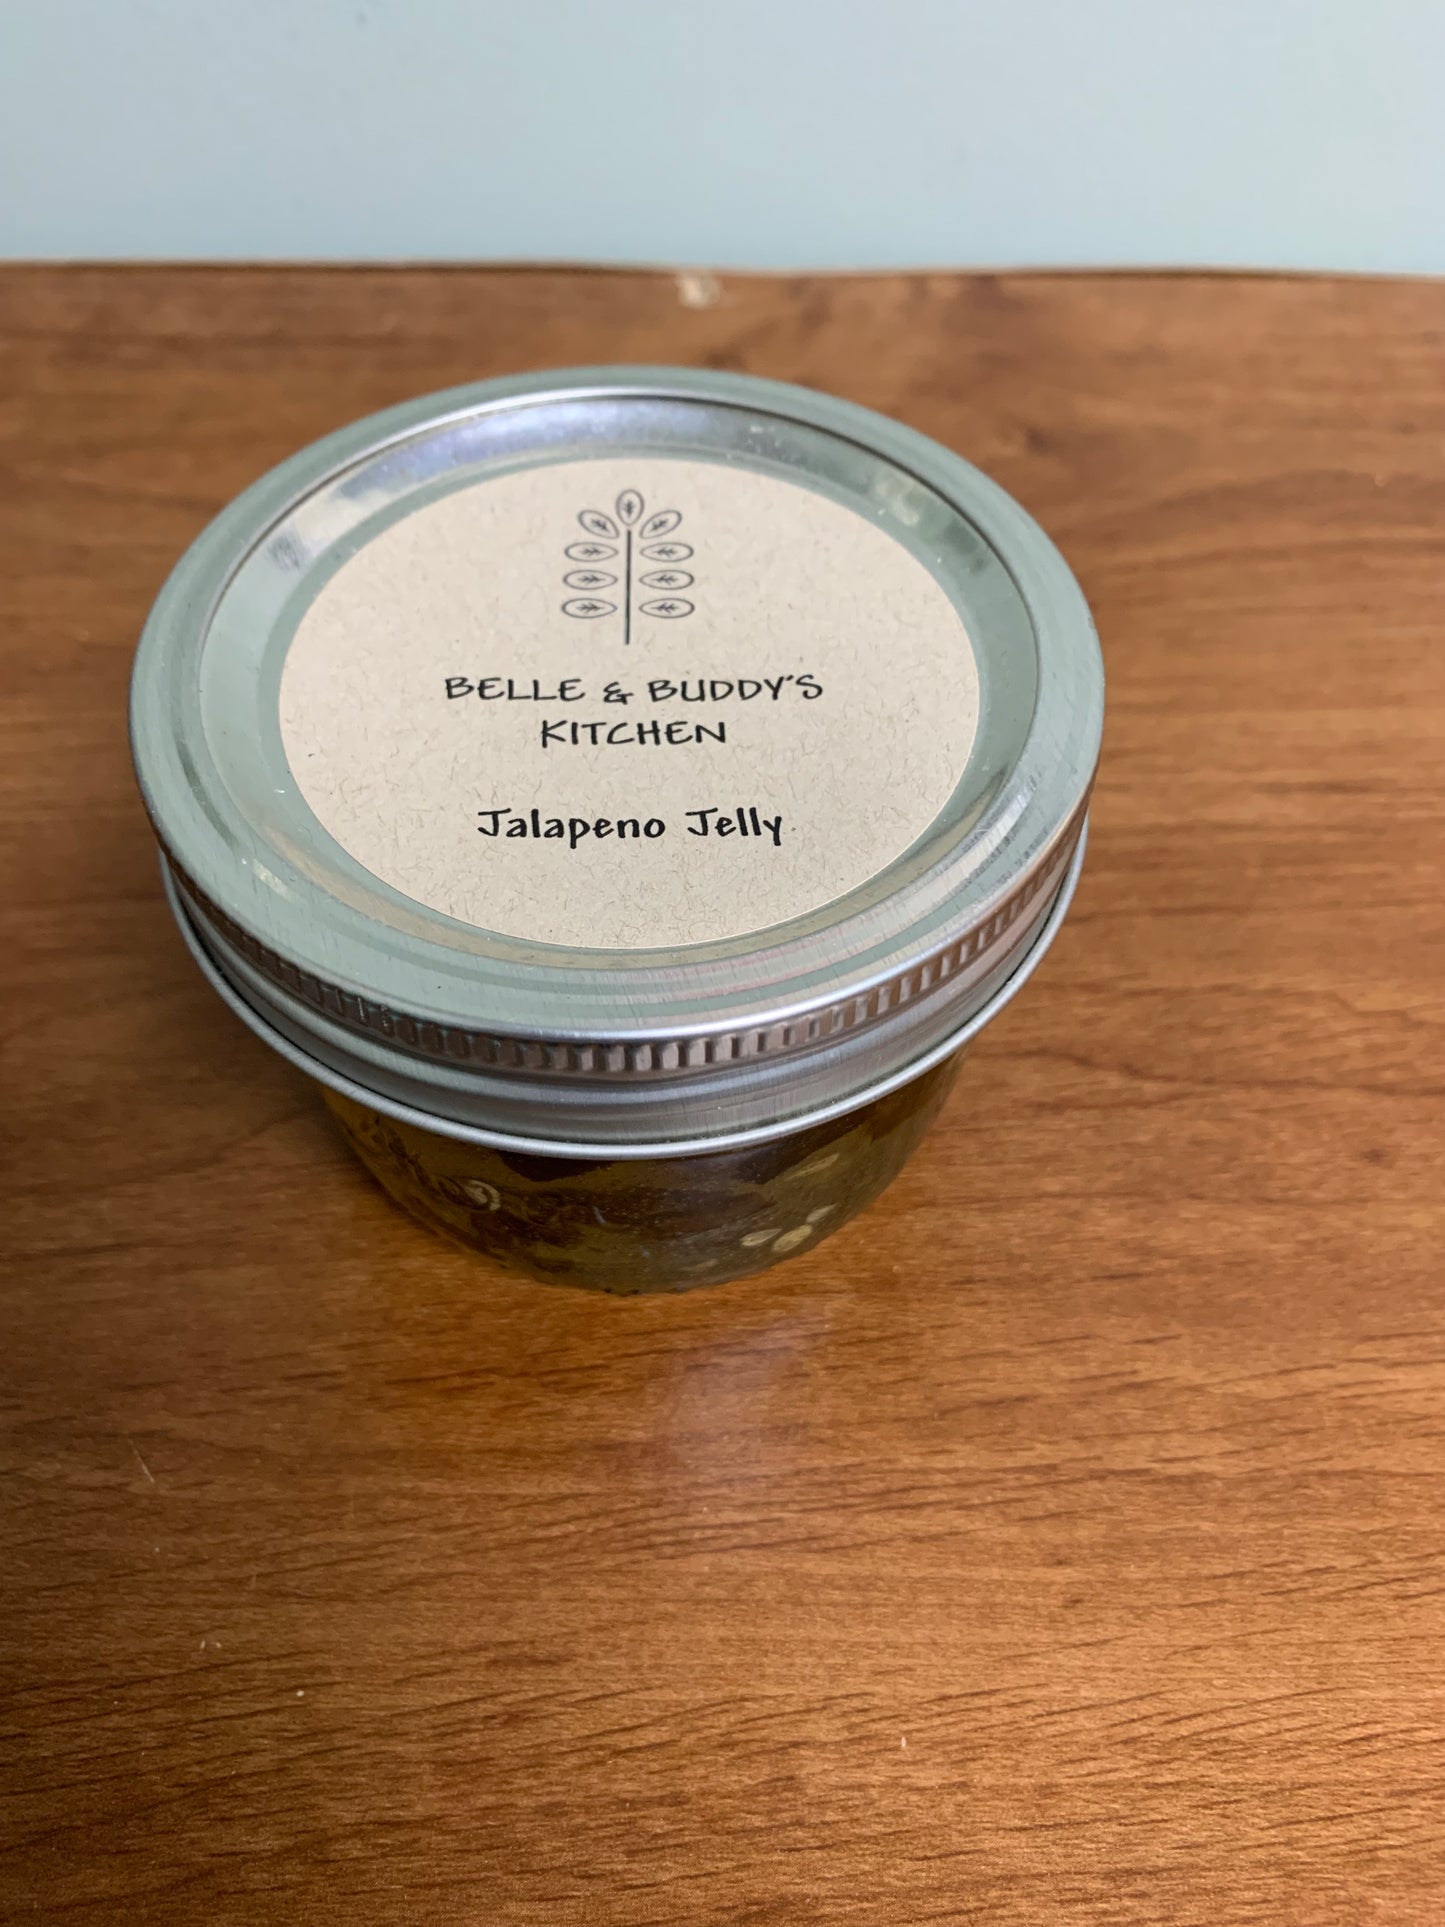 BELLE & BUDDY'S
KITCHEN
Jalapeno Jelly